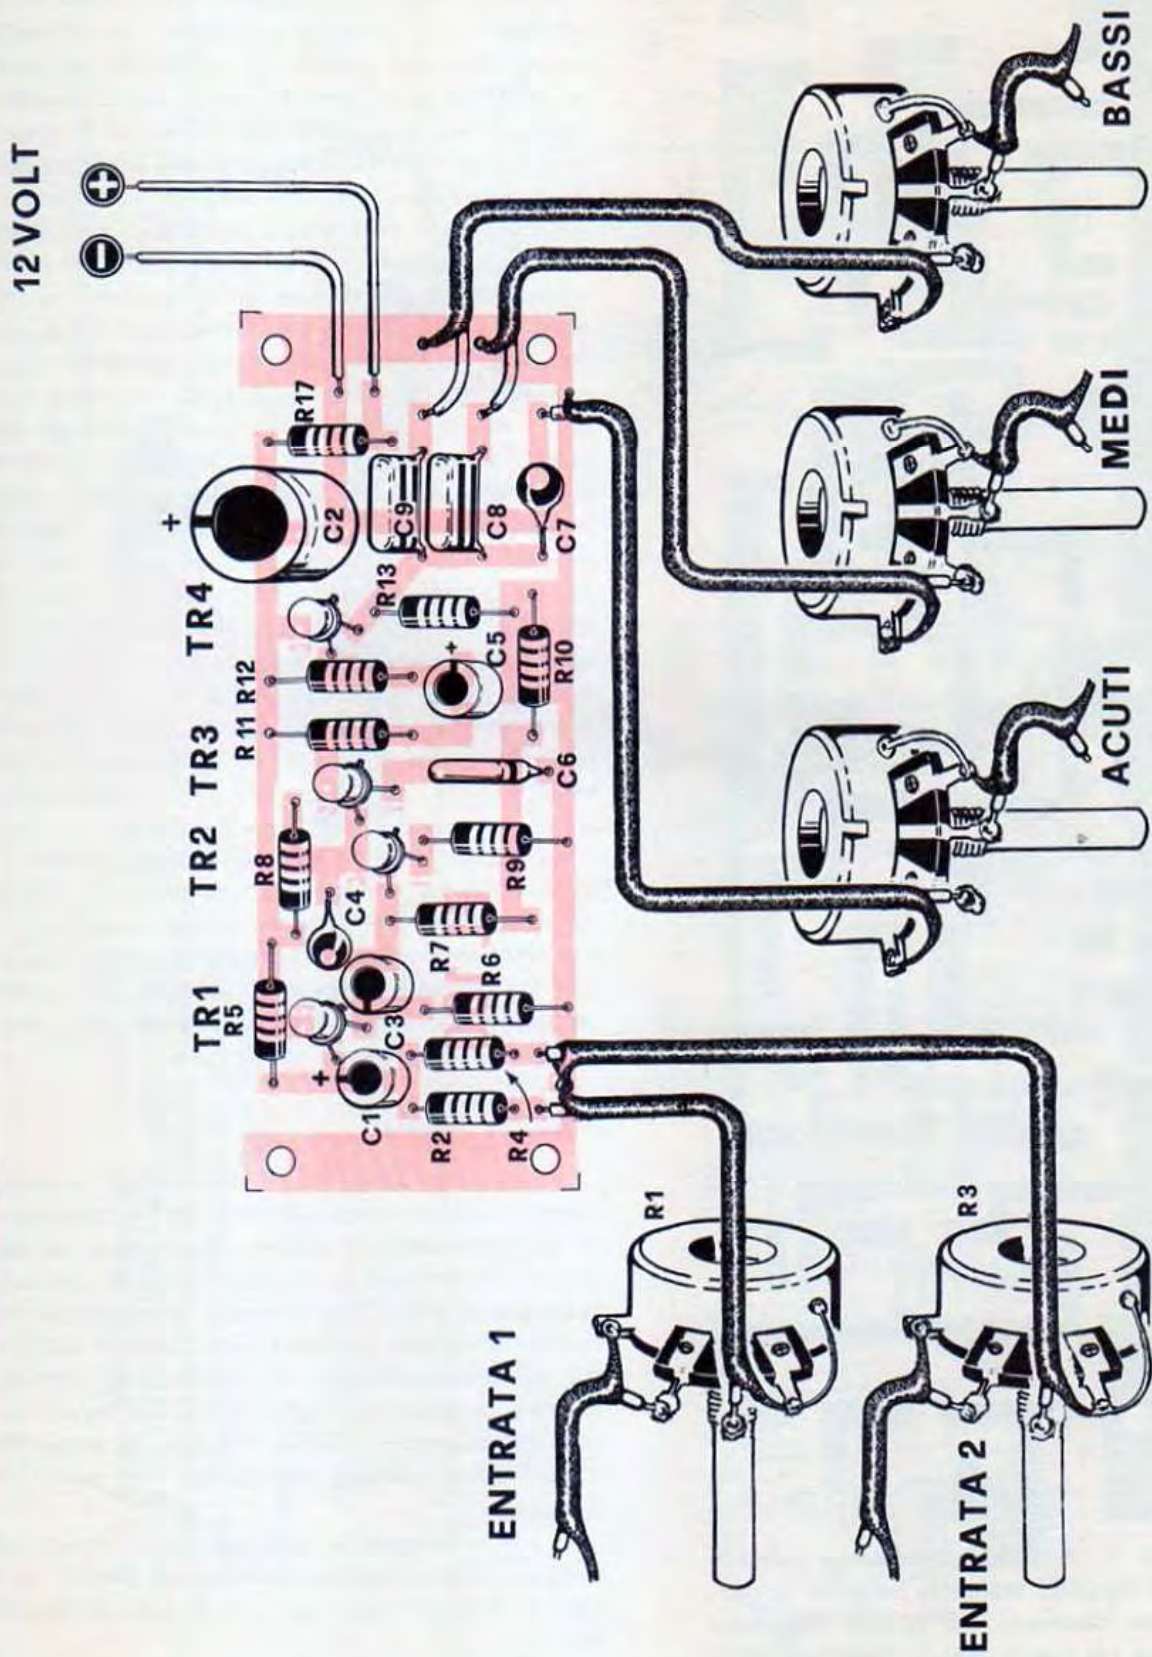 12 VOLT
+
-
R17
+
C2
TR4
C9
C8
C7
R13
R12
R11
+
C5
R10
TR3
C6
TR2
R8
R9
C4
R7
TR1
R5
R6
C3
+
C1
R2
R4
BASSI
MEDI
ACUTI
R1
ENTRATA 1
R3
ENTRATA 2